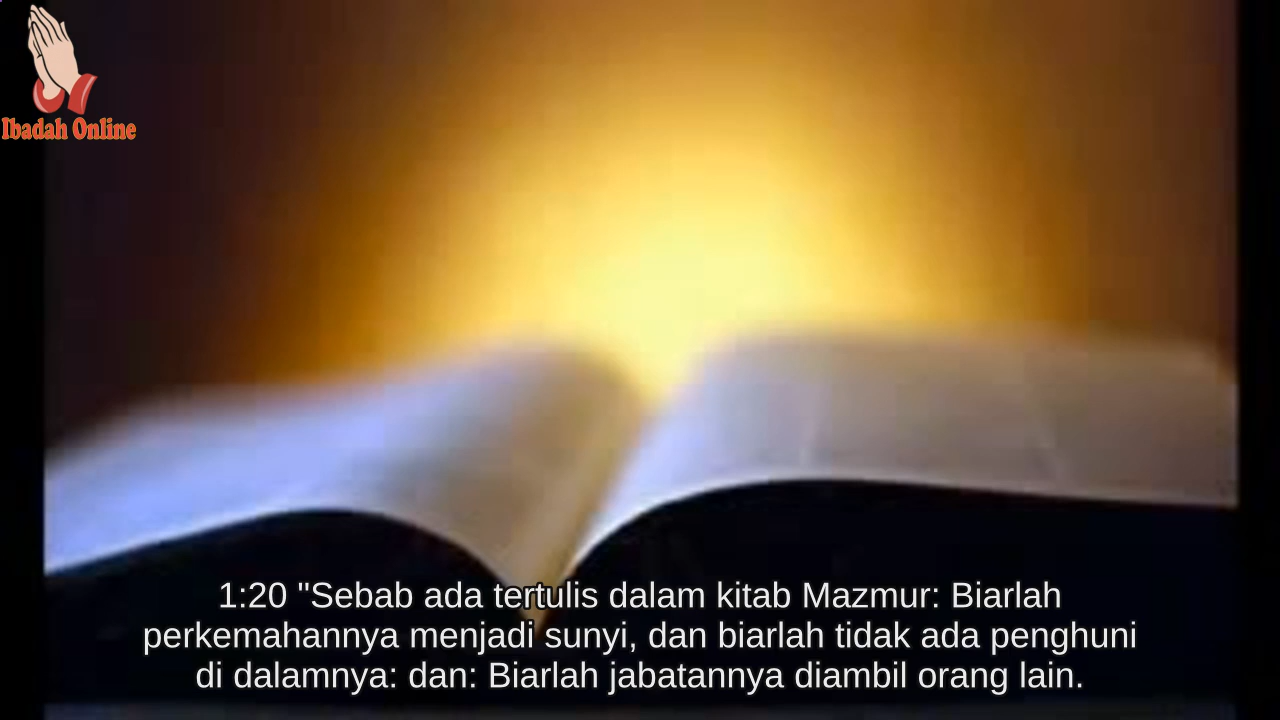 Ibadah Online
1:20 "Sebab ada tertulis dalam kitab Mazmur: Biarlah
perkemahannya menjadi sunyi, dan biarlah tidak ada penghuni
di dalamnya: dan: Biarlah jabatannya diambil orang lain.